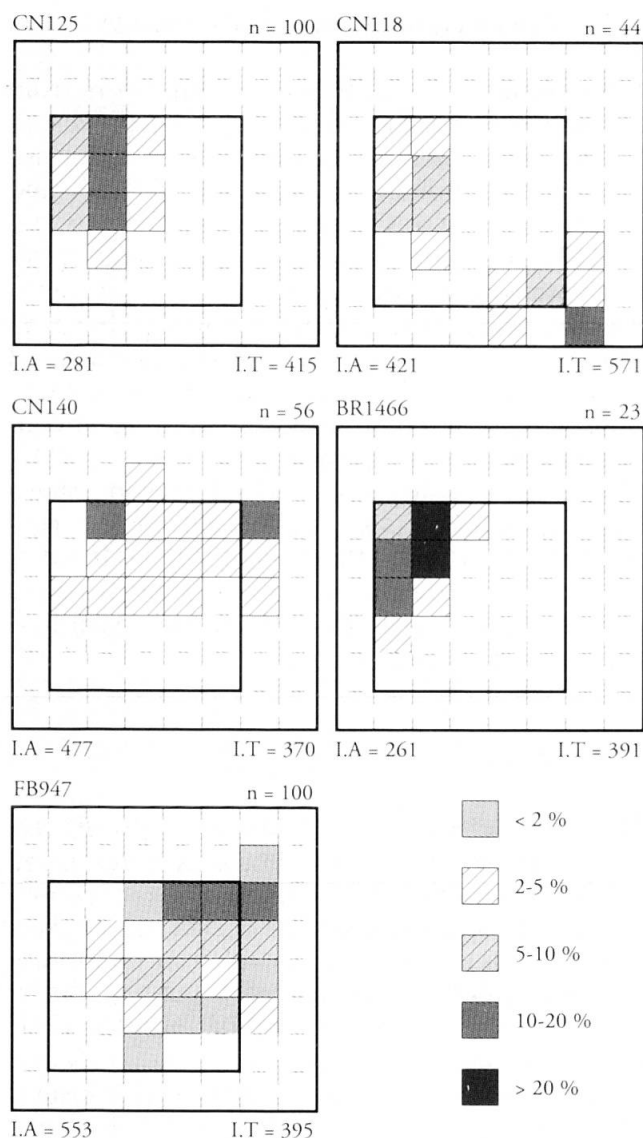 CN125 n = 100
CN118 n = 44
I.A = 281 I.T = 415
I.A = 421 I.T = 571
CN140 n = 56
BR1466 n = 23
I.A = 477 I.T = 370
I.A = 261 I.T = 391
FB947 n = 100
I.A = 553 I.T = 395
< 2 %
2-5 %
5-10 %
10-20 %
> 20 %